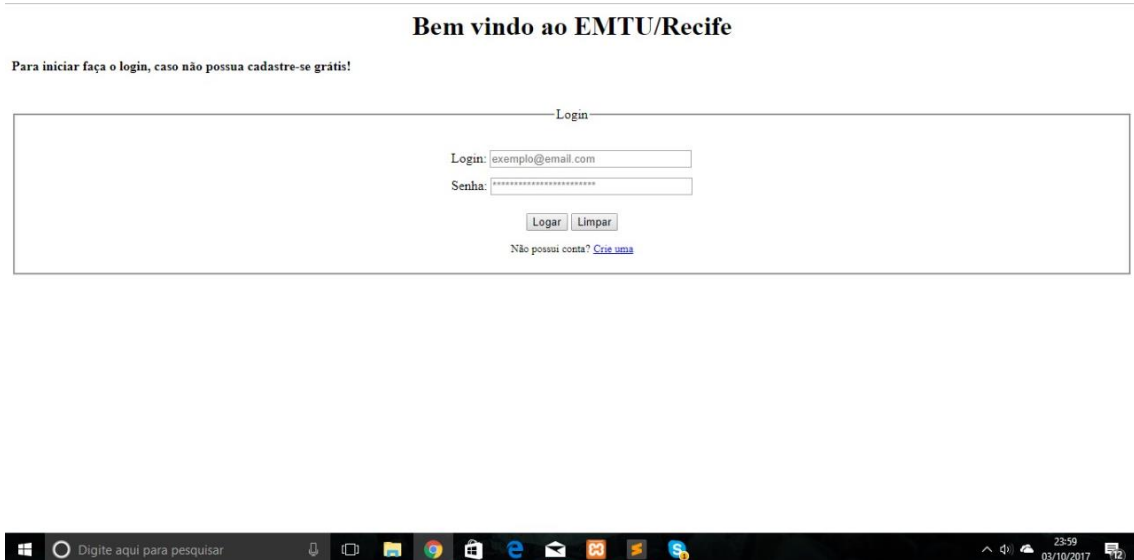 Bem vindo ao EMTU/Recife
Para iniciar faça o login, caso não possua cadastre-se grátis!
Login
Login: exemplo@email.com
Senha: ************************
Logar Limpar
Não possui conta? Crie uma
Digite aqui para pesquisar
23:59
03/10/2017
12